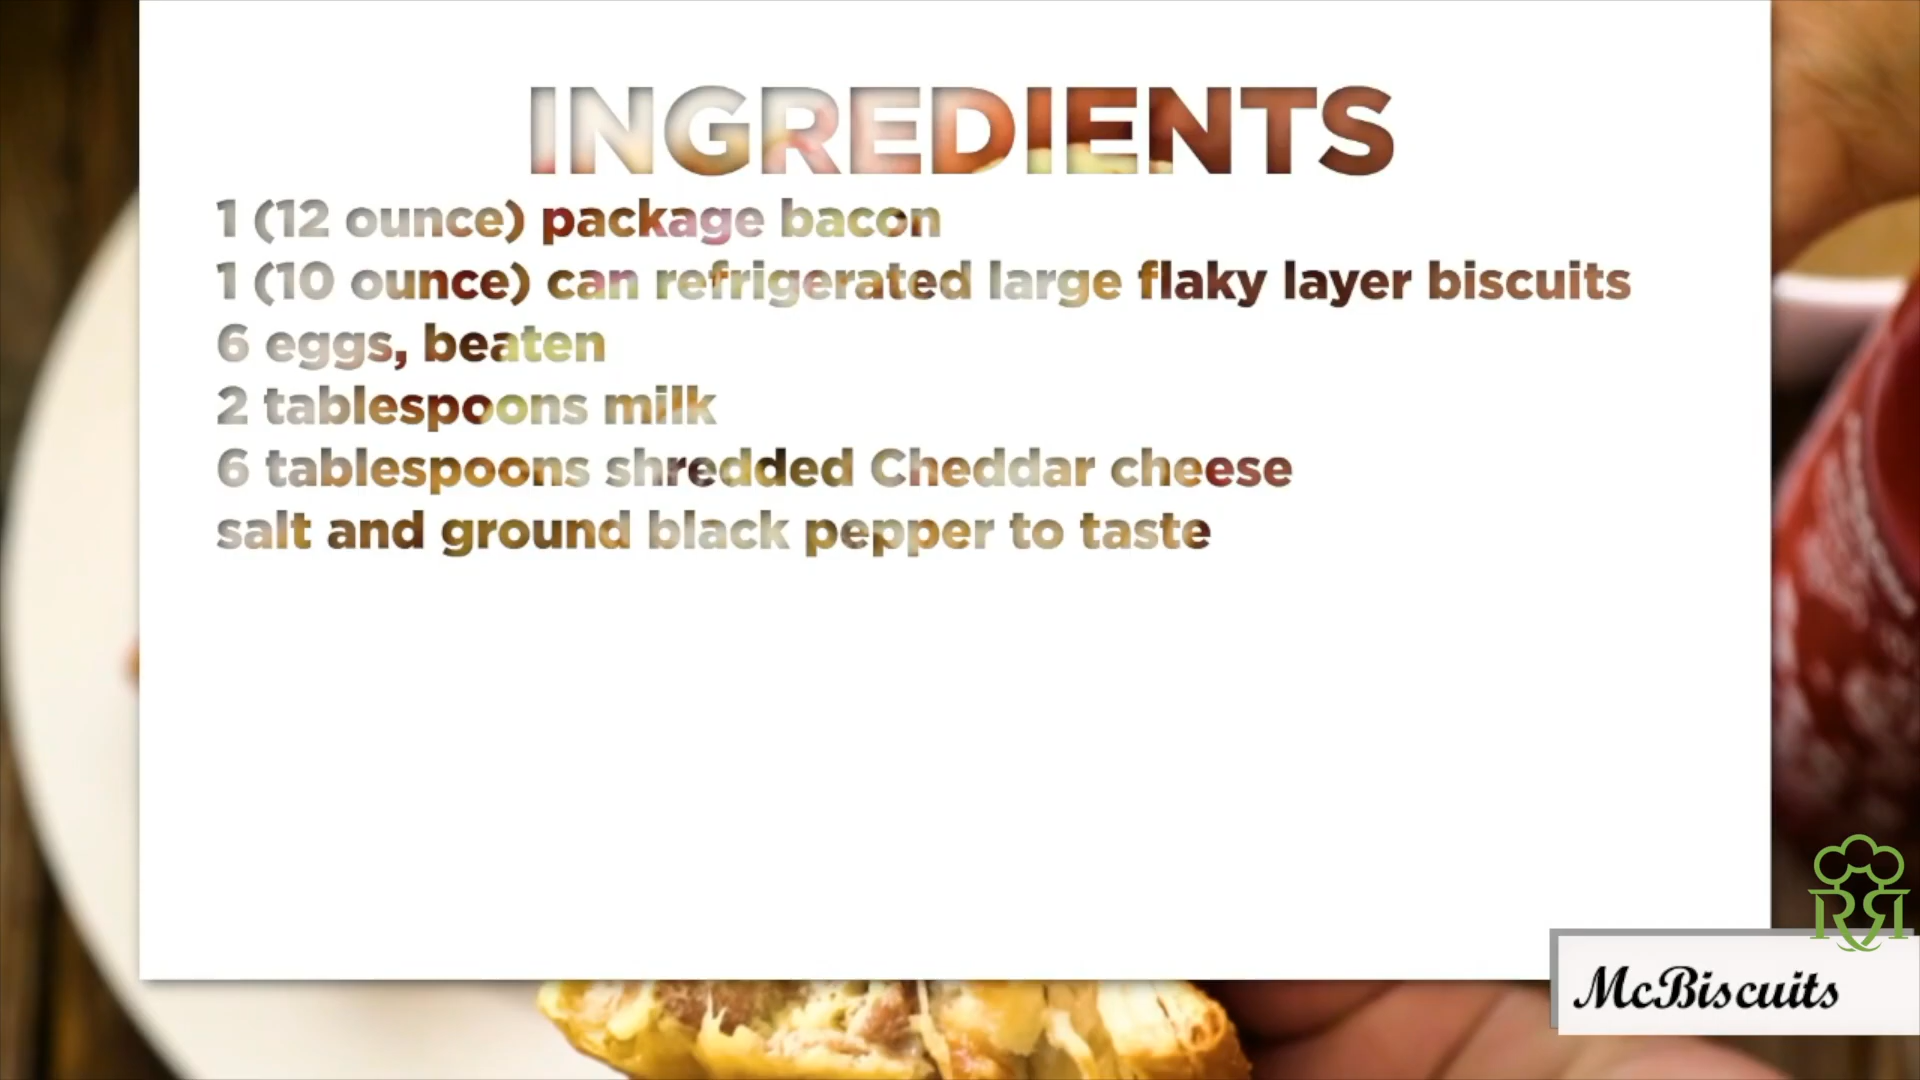 INGREDIENTS
1 (12 ounce) package bacon
1 (10 ounce) can refrigerated large flaky layer biscuits
6 eggs, beaten
2 tablespoons milk
6 tablespoons shredded Cheddar cheese
salt and ground black pepper to taste
McBiscuits